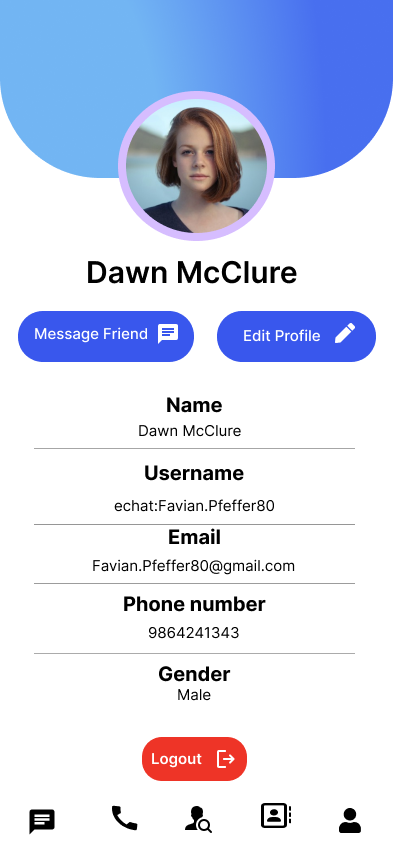 Dawn McClure
Message Friend
Edit Profile
Name
Dawn McClure
Username
echat:Favian.Pfeffer80
Email
Favian.Pfeffer80@gmail.com
Phone number
9864241343
Gender
Male
Logout